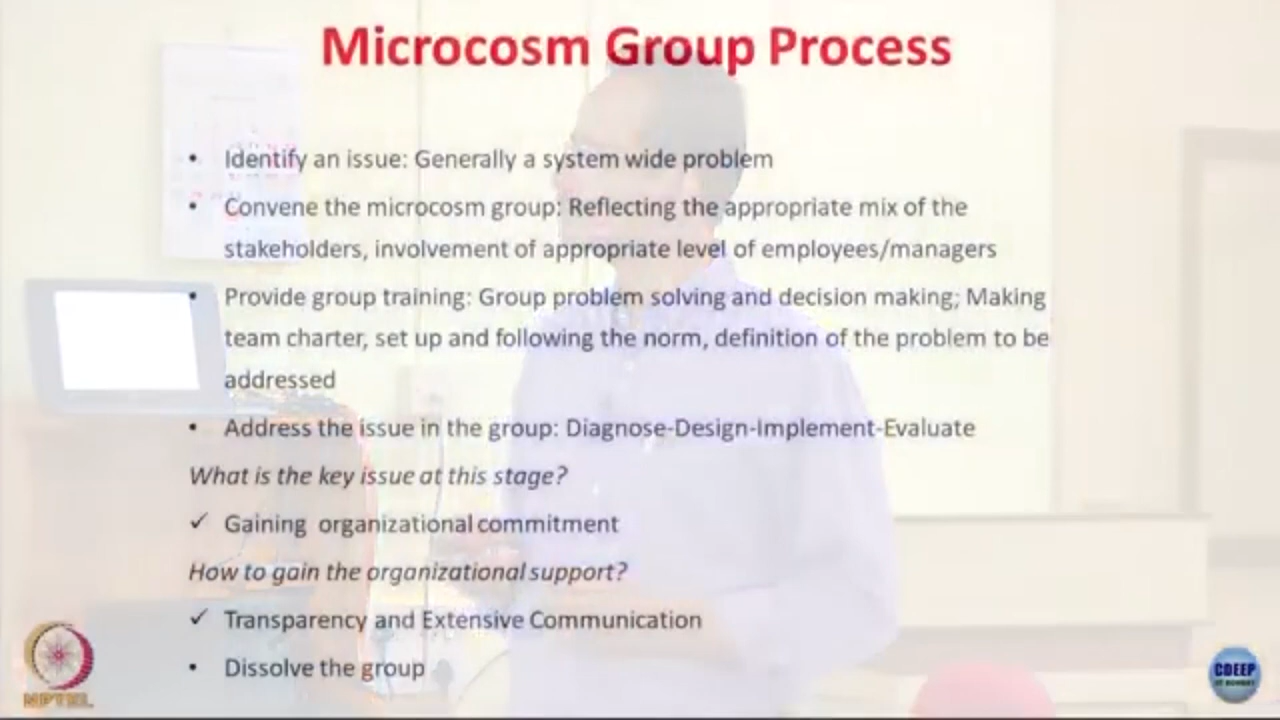 Microcosm Group Process
• Identify an issue: Generally a system wide problem
• Convene the microcosm group: Reflecting the appropriate mix of the
stakeholders, involvement of appropriate level of employees/managers
• Provide group training: Group problem solving and decision making; Making
team charter, set up and following the norm, definition of the problem to be
addressed
• Address the issue in the group: Diagnose-Design-Implement-Evaluate
What is the key issue at this stage?
✓ Gaining organizational commitment
How to gain the organizational support?
✓ Transparency and Extensive Communication
• Dissolve the group
NPTEL
CDEEP
IIT BOMBAY